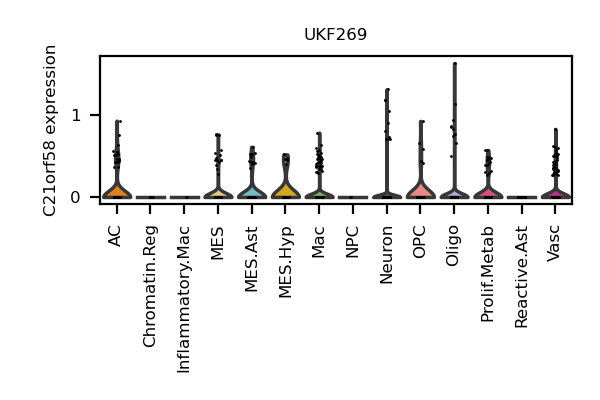 UKF269
C21orf58 expression
1
0
AC
Chromatin.Reg
Inflammatory.Mac
MES
MES.Ast
MES.Hyp
Mac
NPC
Neuron
OPC
Oligo
Prolif.Metab
Reactive.Ast
Vasc